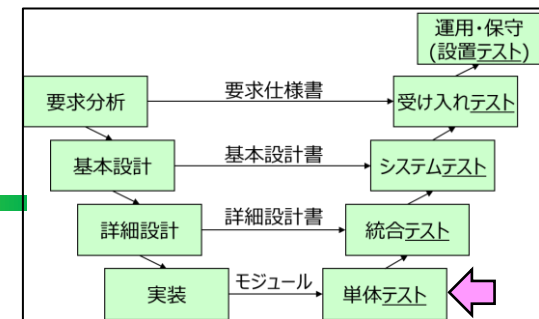 運用・保守
(設置テスト)
要求分析
要求仕様書
受け入れテスト
基本設計
基本設計書
システムテスト
詳細設計
詳細設計書
統合テスト
実装
モジュール
単体テスト